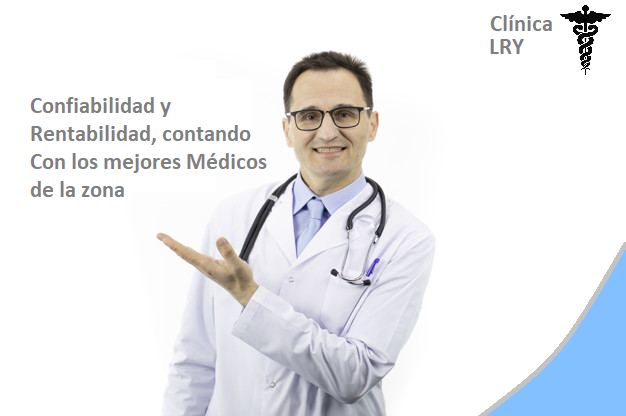 Clínica
LRY
Confiabilidad y
Rentabilidad, contando
Con los mejores Médicos
de la zona